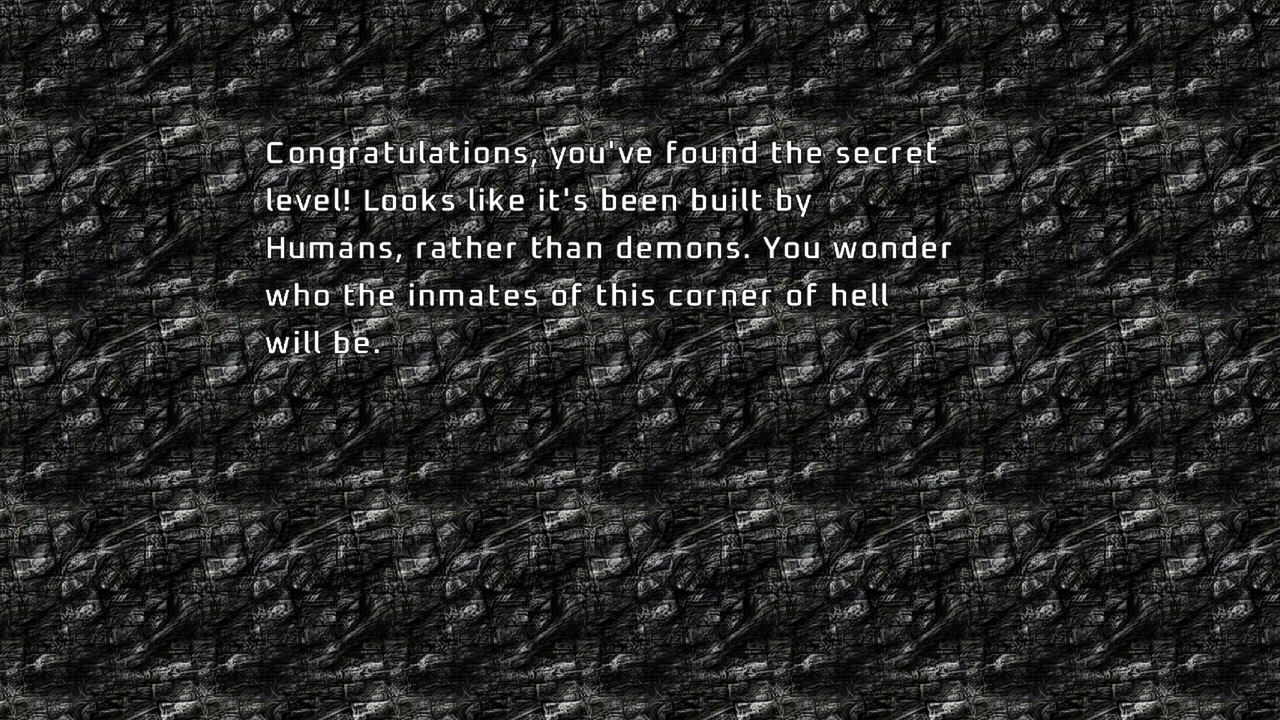 Congratulations, you've found the secret
level! Looks like it's been built by
Humans, rather than demons. You wonder
who the inmates of this corner of hell
will be.